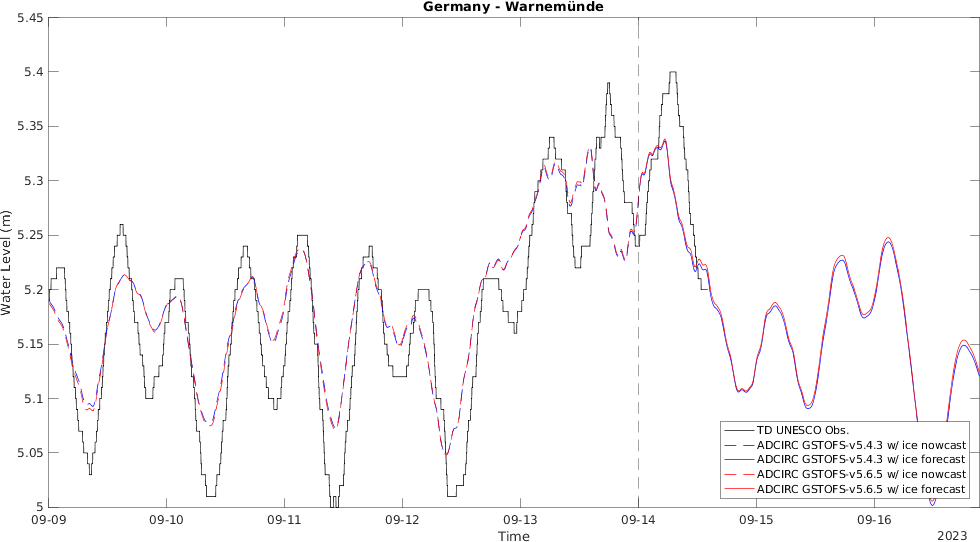 Germany - Warnemünde
5.45
5.4
5.35
5.3
5.25
5.2
5.15
5.1
5.05
5
Water Level (m)
09-09
09-10
09-11
09-12
09-13
09-14
09-15
09-16
Time
2023
TD UNESCO Obs.
ADCIRC GSTOFS-v5.4.3 w/ ice nowcast
ADCIRC GSTOFS-v5.4.3 w/ ice forecast
ADCIRC GSTOFS-v5.6.5 w/ ice nowcast
ADCIRC GSTOFS-v5.6.5 w/ ice forecast